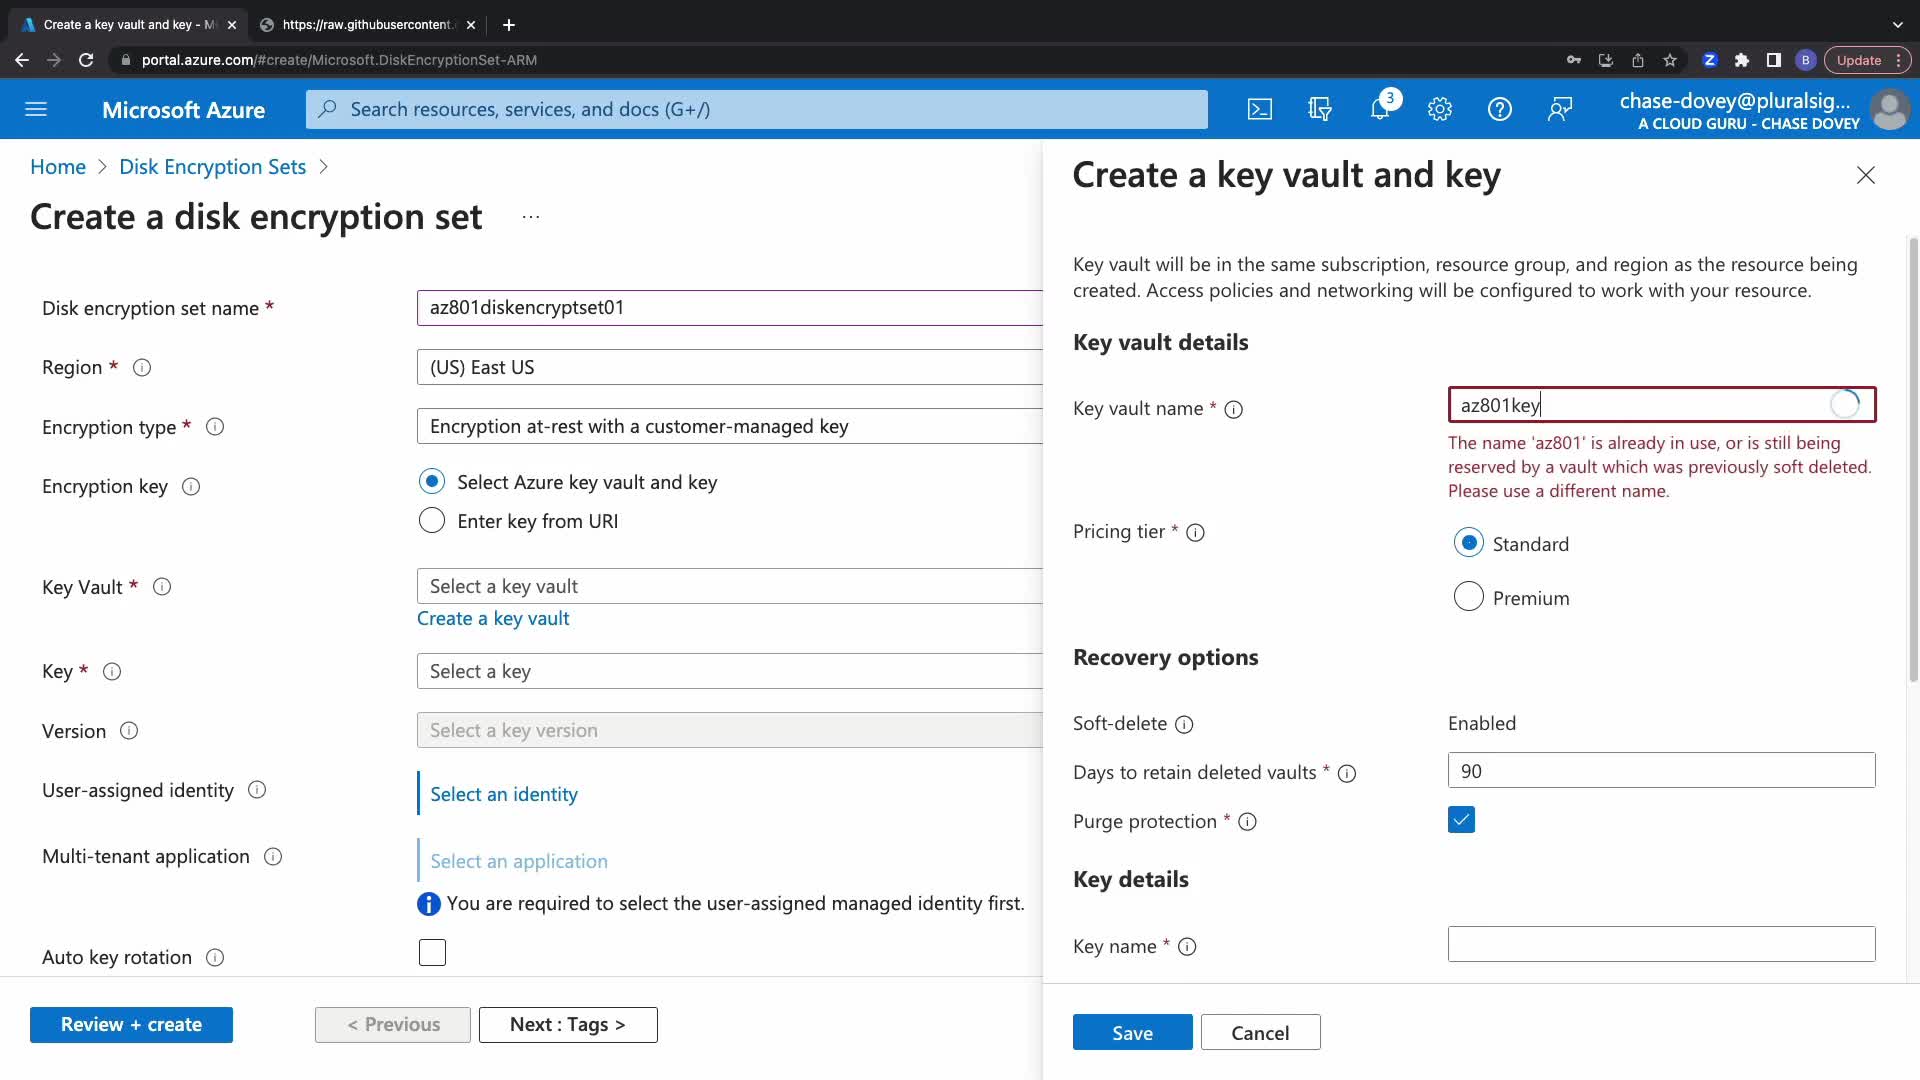 Create a key vault and key - M
https://raw.githubusercontent.
portal.azure.com/#create/Microsoft.DiskEncryptionSet-ARM
Z
B
Update
Microsoft Azure
Search resources, services, and docs (G+/)
3
chase-dovey@pluralsig...
A CLOUD GURU - CHASE DOVEY
Home > Disk Encryption Sets >
Create a disk encryption set ...
Disk encryption set name *
az801diskencryptset01
Region *
(US) East US
Encryption type *
Encryption at-rest with a customer-managed key
Encryption key
Select Azure key vault and key
Enter key from URI
Key Vault *
Select a key vault
Create a key vault
Key *
Select a key
Version
Select a key version
User-assigned identity
Select an identity
Multi-tenant application
Select an application
You are required to select the user-assigned managed identity first.
Auto key rotation
Review + create
< Previous
Next : Tags >
Create a key vault and key
Key vault will be in the same subscription, resource group, and region as the resource being
created. Access policies and networking will be configured to work with your resource.
Key vault details
Key vault name *
az801key
The name 'az801' is already in use, or is still being
reserved by a vault which was previously soft deleted.
Please use a different name.
Pricing tier *
Standard
Premium
Recovery options
Soft-delete
Enabled
Days to retain deleted vaults *
90
Purge protection *
Key details
Key name *
Save
Cancel